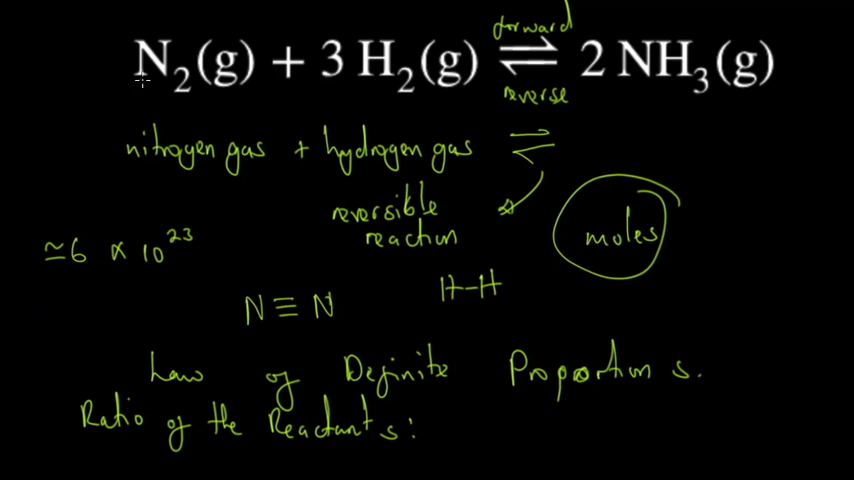 forward
N₂(g) + 3 H₂(g) ⇌ 2 NH₃(g)
reverse
nitrogen gas + hydrogen gas ⇌
reversible
reaction
moles
≃6 × 10²³
N≡N H-H
Law of Definite Proportions.
Ratio of the Reactants: